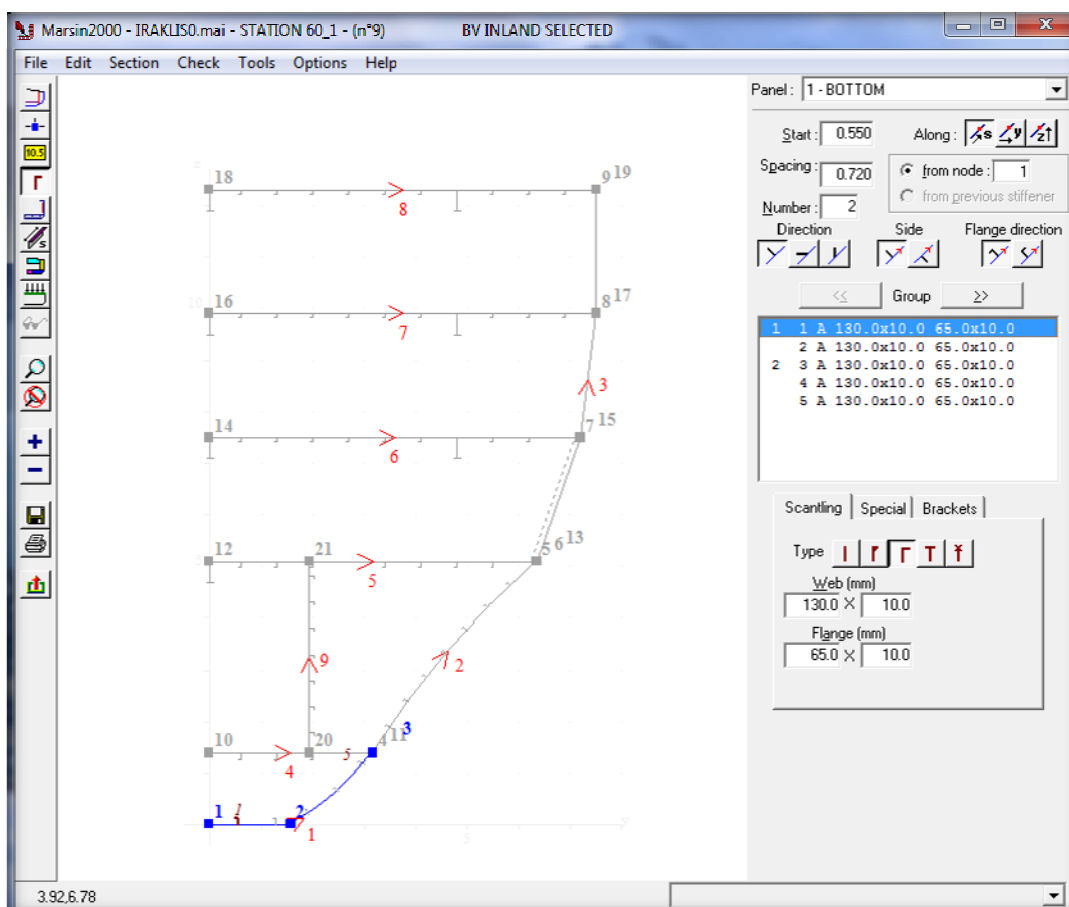 Marsin2000 - IRAKLIS0.mai - STATION 60_1 - (n°9) BV INLAND SELECTED
File Edit Section Check Tools Options Help
Panel : 1 - BOTTOM
Start : 0.550 Along : s y z
Spacing : 0.720 from node : 1
from previous stiffener
Number : 2
Direction Side Flange direction
<< Group >>
1 1 A 130.0x10.0 65.0x10.0
2 A 130.0x10.0 65.0x10.0
2 3 A 130.0x10.0 65.0x10.0
4 A 130.0x10.0 65.0x10.0
5 A 130.0x10.0 65.0x10.0
Scantling Special Brackets
Type
Web (mm)
130.0 X 10.0
Flange (mm)
65.0 X 10.0
10.5
s
z
18 9 19
8
10 16 8 17
7
3
14 7 15
6
12 21 5 6 13
5
9 2
3
10 20 5 4 11
4
1 1 2
1
5 y
3.92,6.78